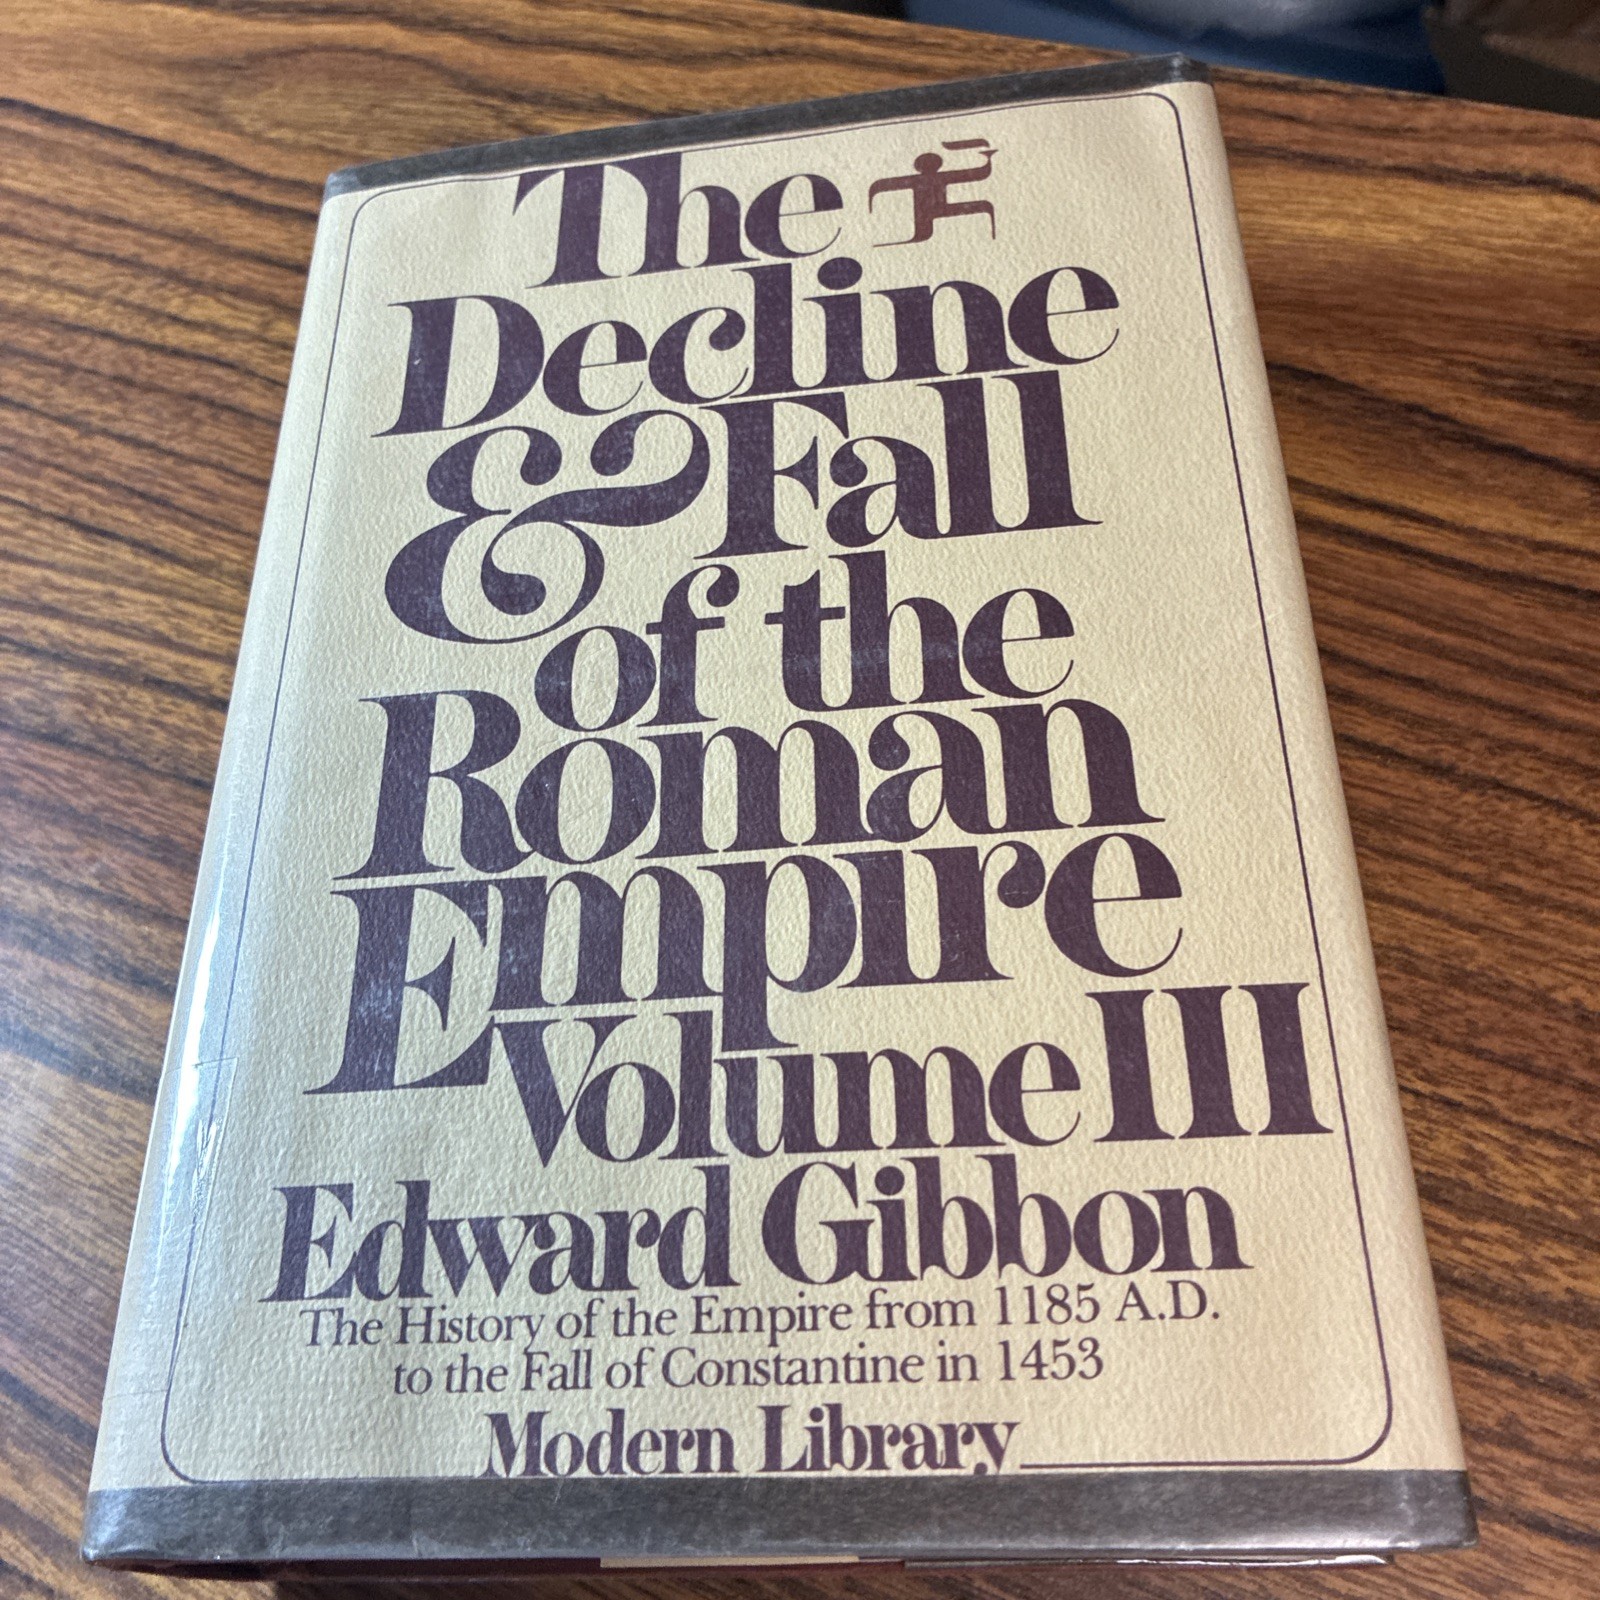 The
Decline
& Fall
of the
Roman
Empire
Volume III
Edward Gibbon
The History of the Empire from 1185 A.D.
to the Fall of Constantine in 1453
Modern Library